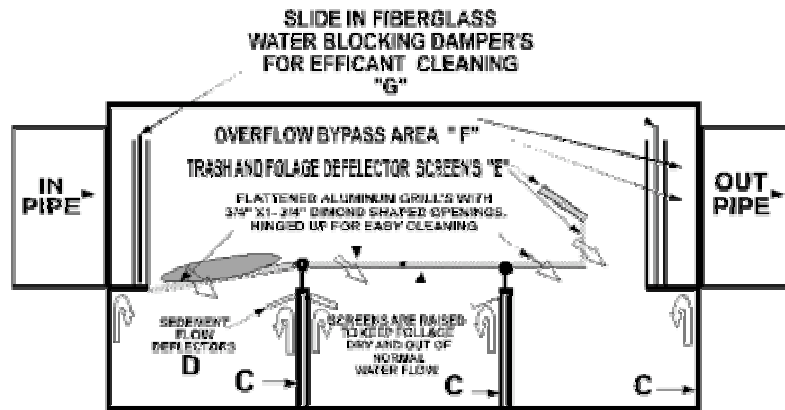 SLIDE IN FIBERGLASS
WATER BLOCKING DAMPER'S
FOR EFFICANT CLEANING
"G"
OVERFLOW BYPASS AREA "F"
TRASH AND FOLAGE DEFELECTOR SCREEN'S "E"
IN
PIPE
OUT
PIPE
FLATTENED ALUMINUM GRILL'S WITH
3/4" X1-3/4" DIMOND SHAPED OPENINGS.
HINGED UP FOR EASY CLEANING
SEDEMENT
FLOW
DEFLECTORS
D
SCREENS ARE RAISED
TO KEEP FOLLAGE
DRY AND OUT OF
NORMAL
WATER FLOW
C
C
C